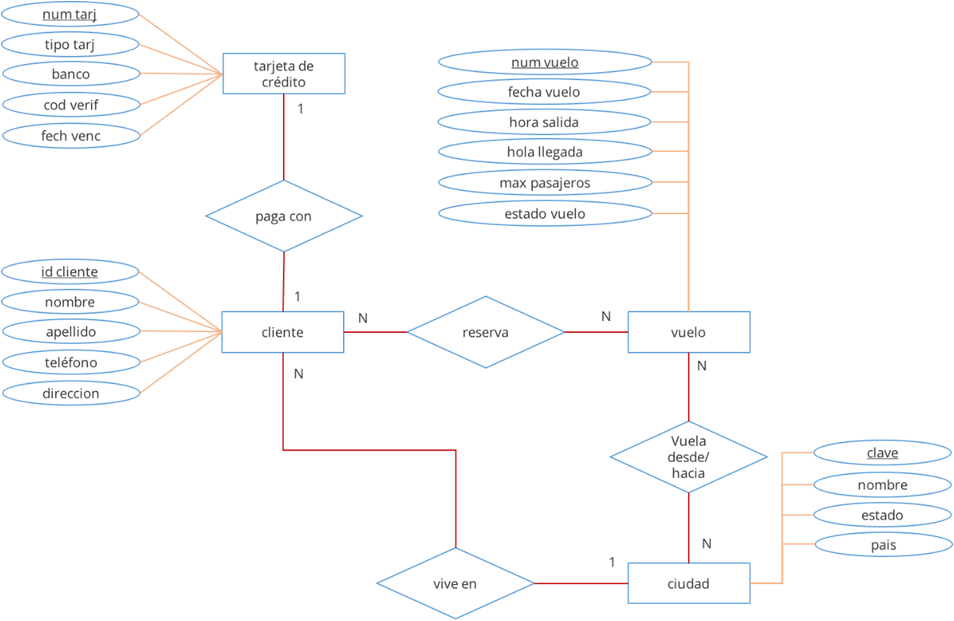 num tarj
tipo tarj
banco
cod verif
fech venc
tarjeta de
crédito
1
paga con
1
num vuelo
fecha vuelo
hora salida
hola llegada
max pasajeros
estado vuelo
id cliente
nombre
apellido
teléfono
direccion
cliente
N
reserva
N
vuelo
N
N
Vuela
desde/
hacia
N
clave
nombre
estado
pais
vive en
1
ciudad